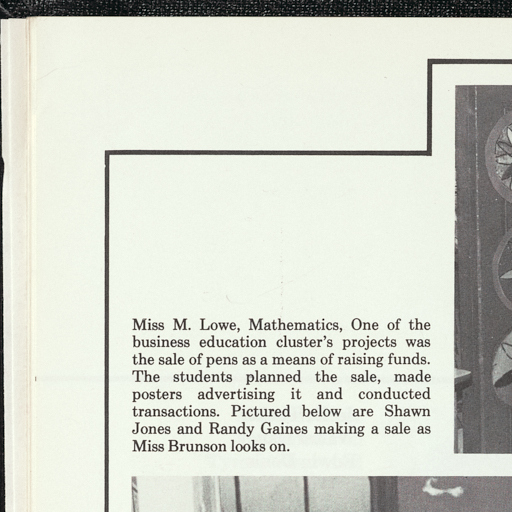 Miss M. Lowe, Mathematics, One of the
business education cluster's projects was
the sale of pens as a means of raising funds.
The students planned the sale, made
posters advertising it and conducted
transactions. Pictured below are Shawn
Jones and Randy Gaines making a sale as
Miss Brunson looks on.